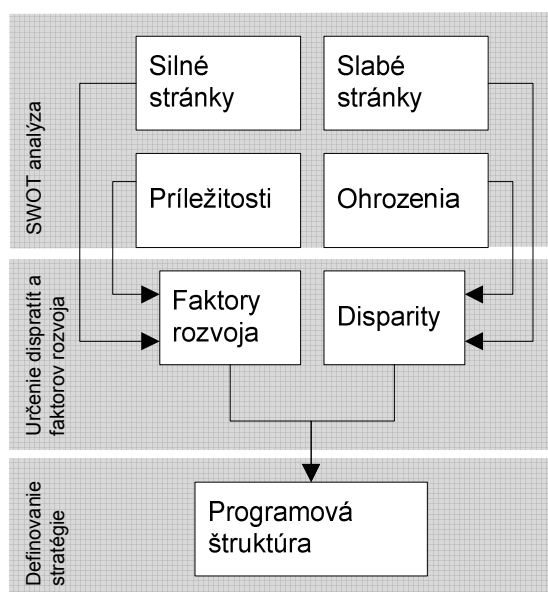 SWOT analýza
Silné
stránky
Slabé
stránky
Príležitosti
Ohrozenia
Určenie dispratít a
faktorov rozvoja
Faktory
rozvoja
Disparity
Definovanie
stratégie
Programová
štruktúra